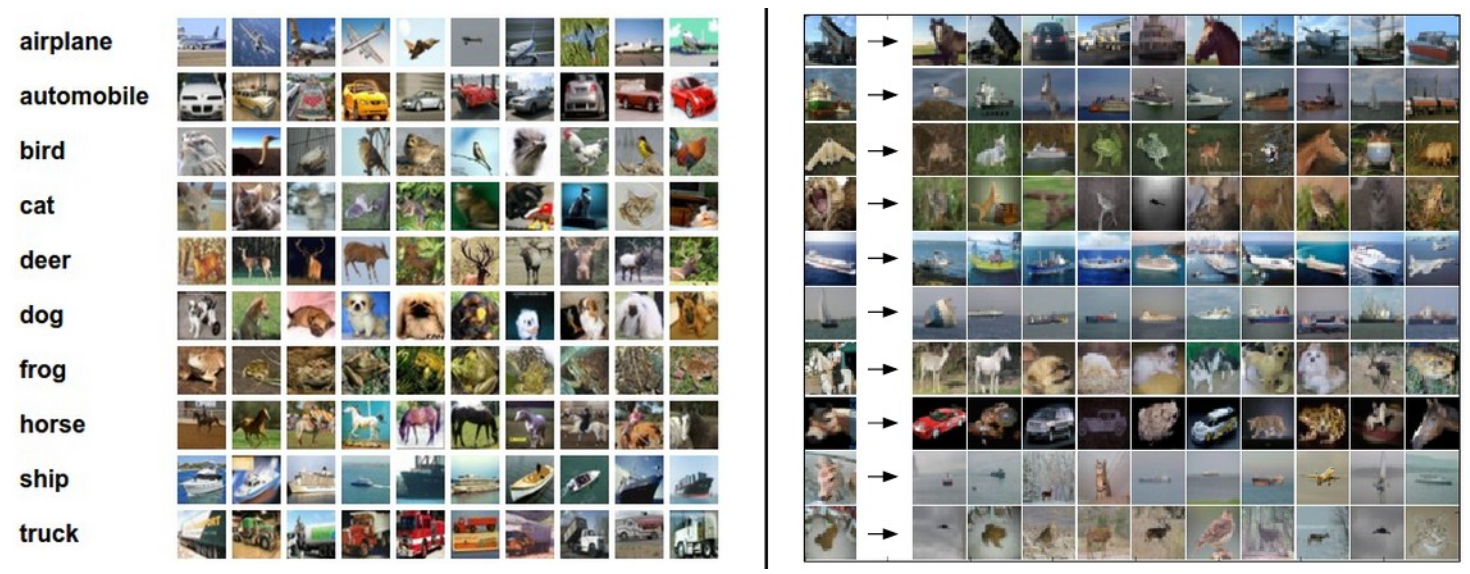 airplane
automobile
bird
cat
deer
dog
frog
horse
ship
truck